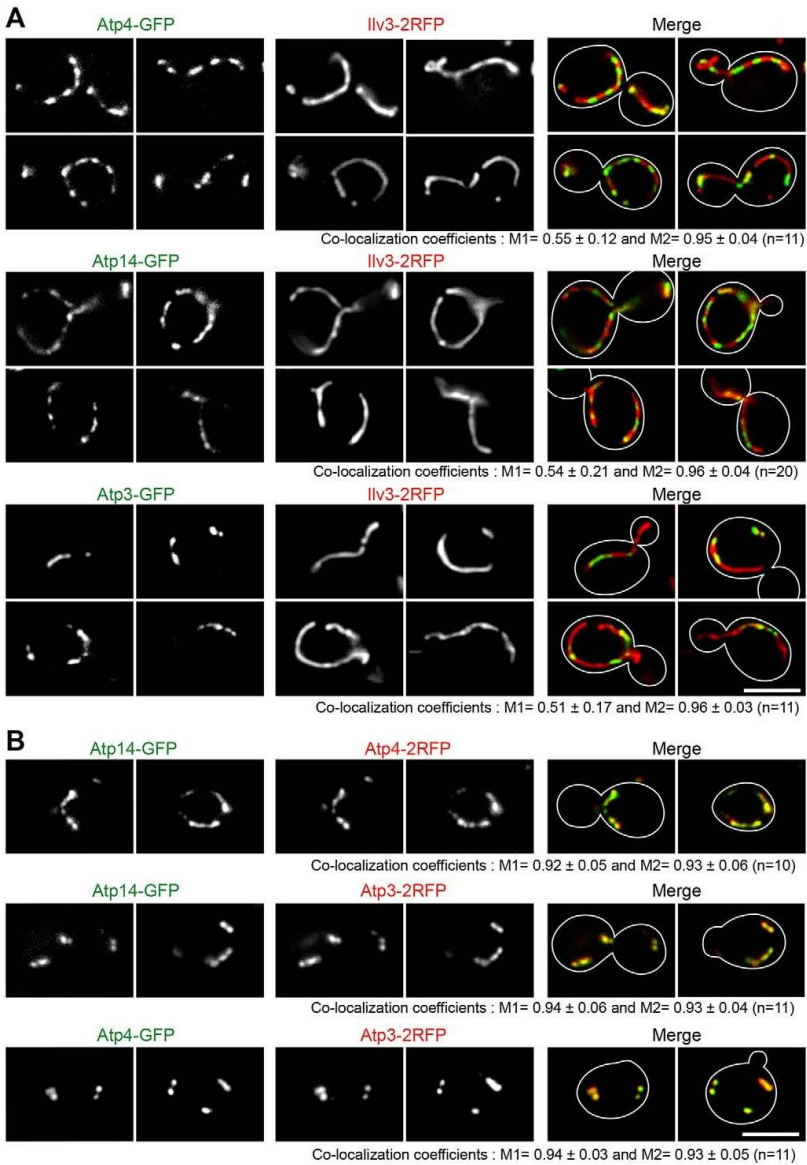 A
Atp4-GFP Ilv3-2RFP Merge
Co-localization coefficients : M1= 0.55 ± 0.12 and M2= 0.95 ± 0.04 (n=11)
Atp14-GFP Ilv3-2RFP Merge
Co-localization coefficients : M1= 0.54 ± 0.21 and M2= 0.96 ± 0.04 (n=20)
Atp3-GFP Ilv3-2RFP Merge
Co-localization coefficients : M1= 0.51 ± 0.17 and M2= 0.96 ± 0.03 (n=11)
B
Atp14-GFP Atp4-2RFP Merge
Co-localization coefficients : M1= 0.92 ± 0.05 and M2= 0.93 ± 0.06 (n=10)
Atp14-GFP Atp3-2RFP Merge
Co-localization coefficients : M1= 0.94 ± 0.06 and M2= 0.93 ± 0.04 (n=11)
Atp4-GFP Atp3-2RFP Merge
Co-localization coefficients : M1= 0.94 ± 0.03 and M2= 0.93 ± 0.05 (n=11)